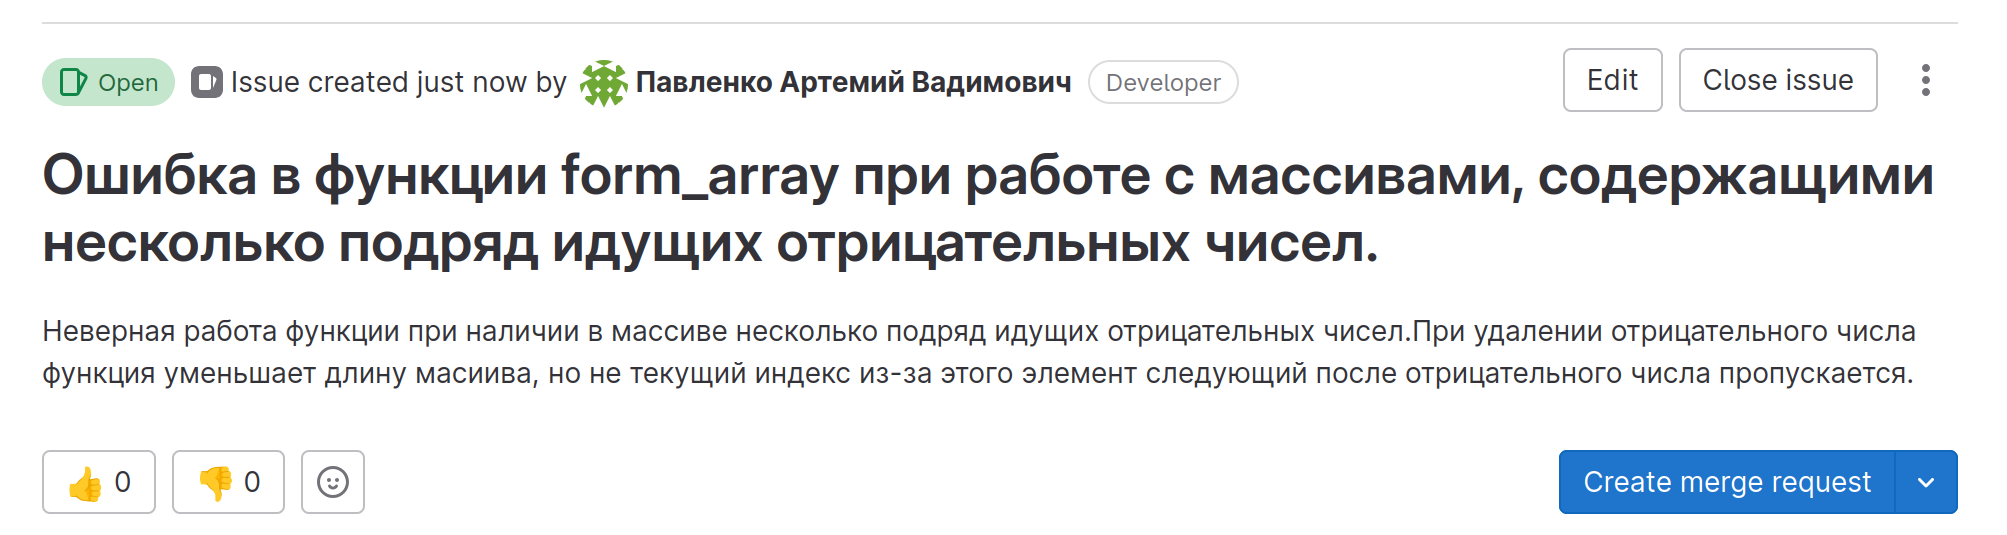 Open Issue created just now by Павленко Артемий Вадимович Developer Edit Close issue
Ошибка в функции form_array при работе с массивами, содержащими
несколько подряд идущих отрицательных чисел.
Неверная работа функции при наличии в массиве несколько подряд идущих отрицательных чисел.При удалении отрицательного числа
функция уменьшает длину масиива, но не текущий индекс из-за этого элемент следующий после отрицательного числа пропускается.
👍 0 👎 0 Create merge request